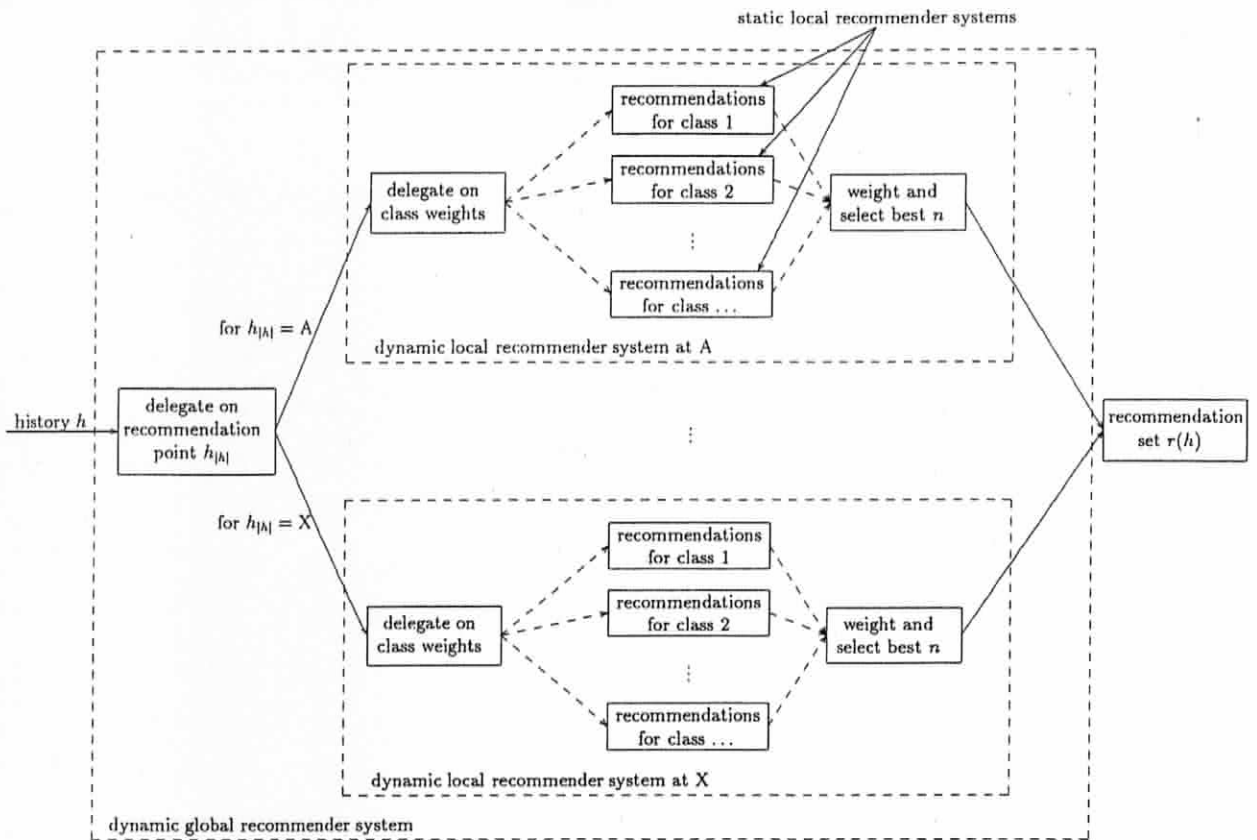 static local recommender systems
recommendations
for class 1
recommendations
for class 2
⋮
recommendations
for class ...
delegate on
class weights
weight and
select best n
for h|h| = A
dynamic local recommender system at A
history h
delegate on
recommendation
point h|h|
⋮
recommendation
set r(h)
for h|h| = X
recommendations
for class 1
recommendations
for class 2
⋮
recommendations
for class ...
delegate on
class weights
weight and
select best n
dynamic local recommender system at X
dynamic global recommender system